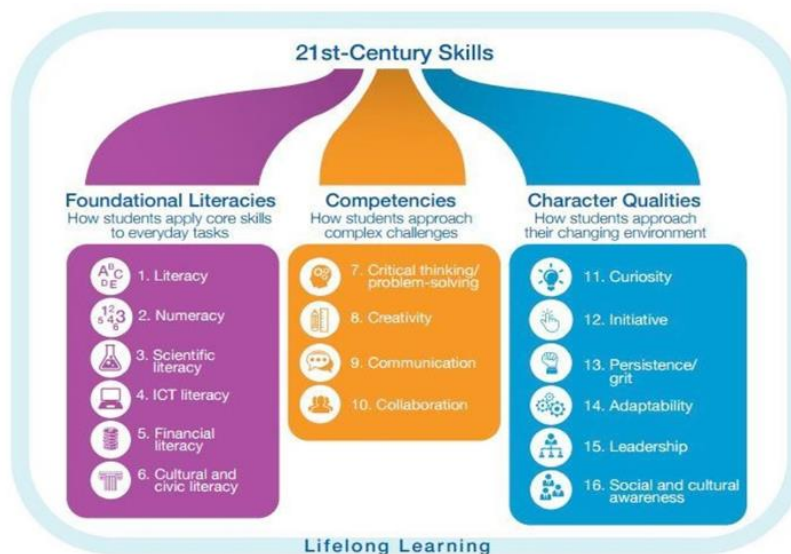 21st-Century Skills
Foundational Literacies
How students apply core skills
to everyday tasks
1. Literacy
2. Numeracy
3. Scientific
literacy
4. ICT literacy
5. Financial
literacy
6. Cultural and
civic literacy
Competencies
How students approach
complex challenges
7. Critical thinking/
problem-solving
8. Creativity
9. Communication
10. Collaboration
Character Qualities
How students approach
their changing environment
11. Curiosity
12. Initiative
13. Persistence/
grit
14. Adaptability
15. Leadership
16. Social and cultural
awareness
Lifelong Learning